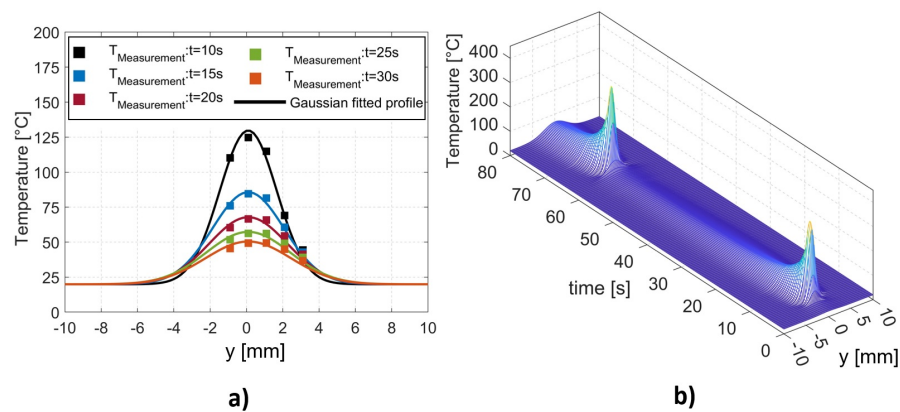 200
175
150
125
100
75
50
25
0
Temperature [°C]
T_Measurement:t=10s
T_Measurement:t=15s
T_Measurement:t=20s
T_Measurement:t=25s
T_Measurement:t=30s
Gaussian fitted profile
-10 -8 -6 -4 -2 0 2 4 6 8 10
y [mm]
a)
400
300
200
100
0
Temperature [°C]
80 70 60 50 40 30 20 10 0
time [s]
-10 -5 0 5 10
y [mm]
b)